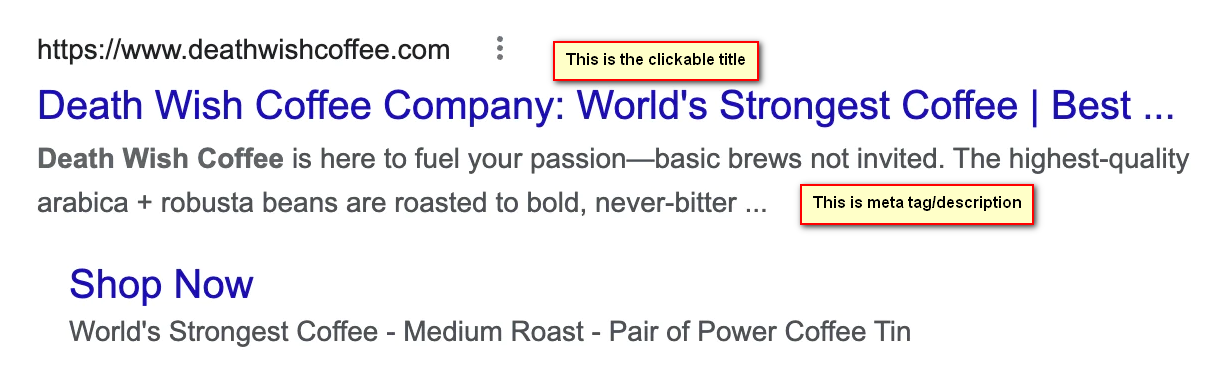 https://www.deathwishcoffee.com
This is the clickable title
Death Wish Coffee Company: World's Strongest Coffee | Best ...
Death Wish Coffee is here to fuel your passion—basic brews not invited. The highest-quality
arabica + robusta beans are roasted to bold, never-bitter ...
This is meta tag/description
Shop Now
World's Strongest Coffee - Medium Roast - Pair of Power Coffee Tin